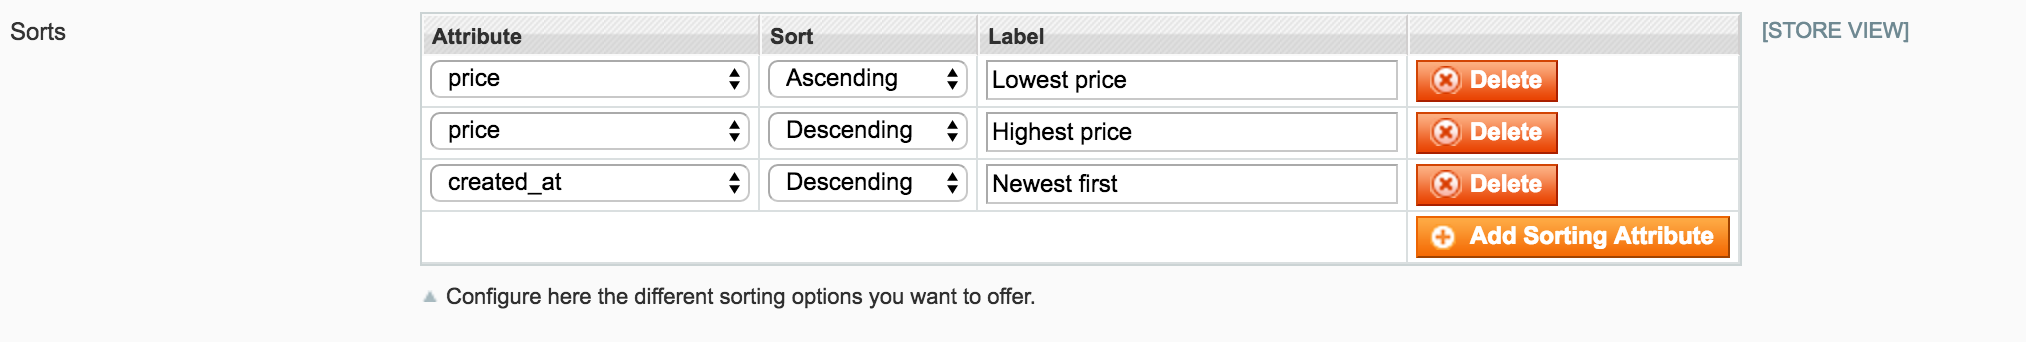 Sorts
Attribute Sort Label [STORE VIEW]
price Ascending Lowest price Delete
price Descending Highest price Delete
created_at Descending Newest first Delete
Add Sorting Attribute
Configure here the different sorting options you want to offer.